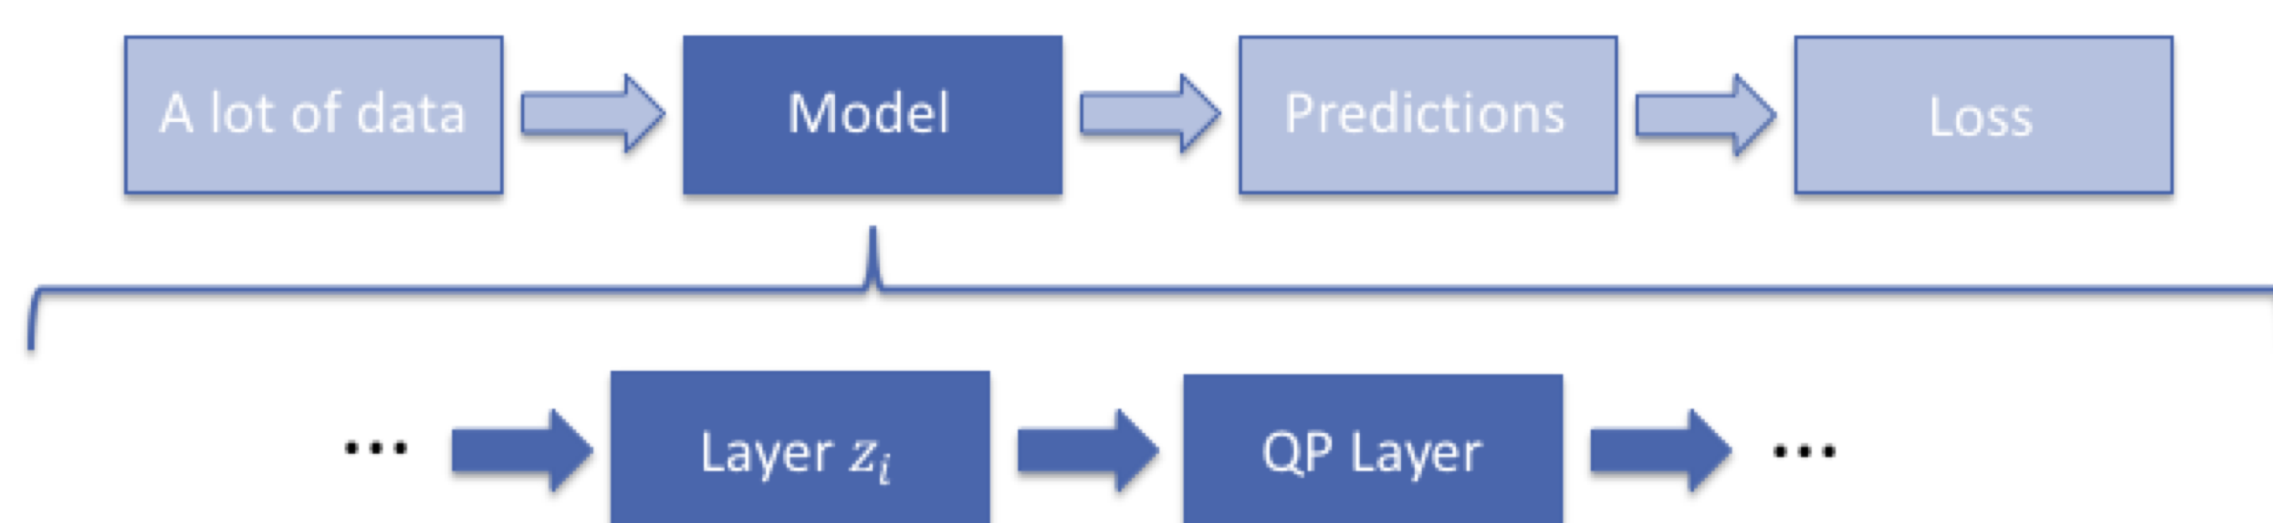 A lot of data
Model
Predictions
Loss
... Layer z_i QP Layer ...